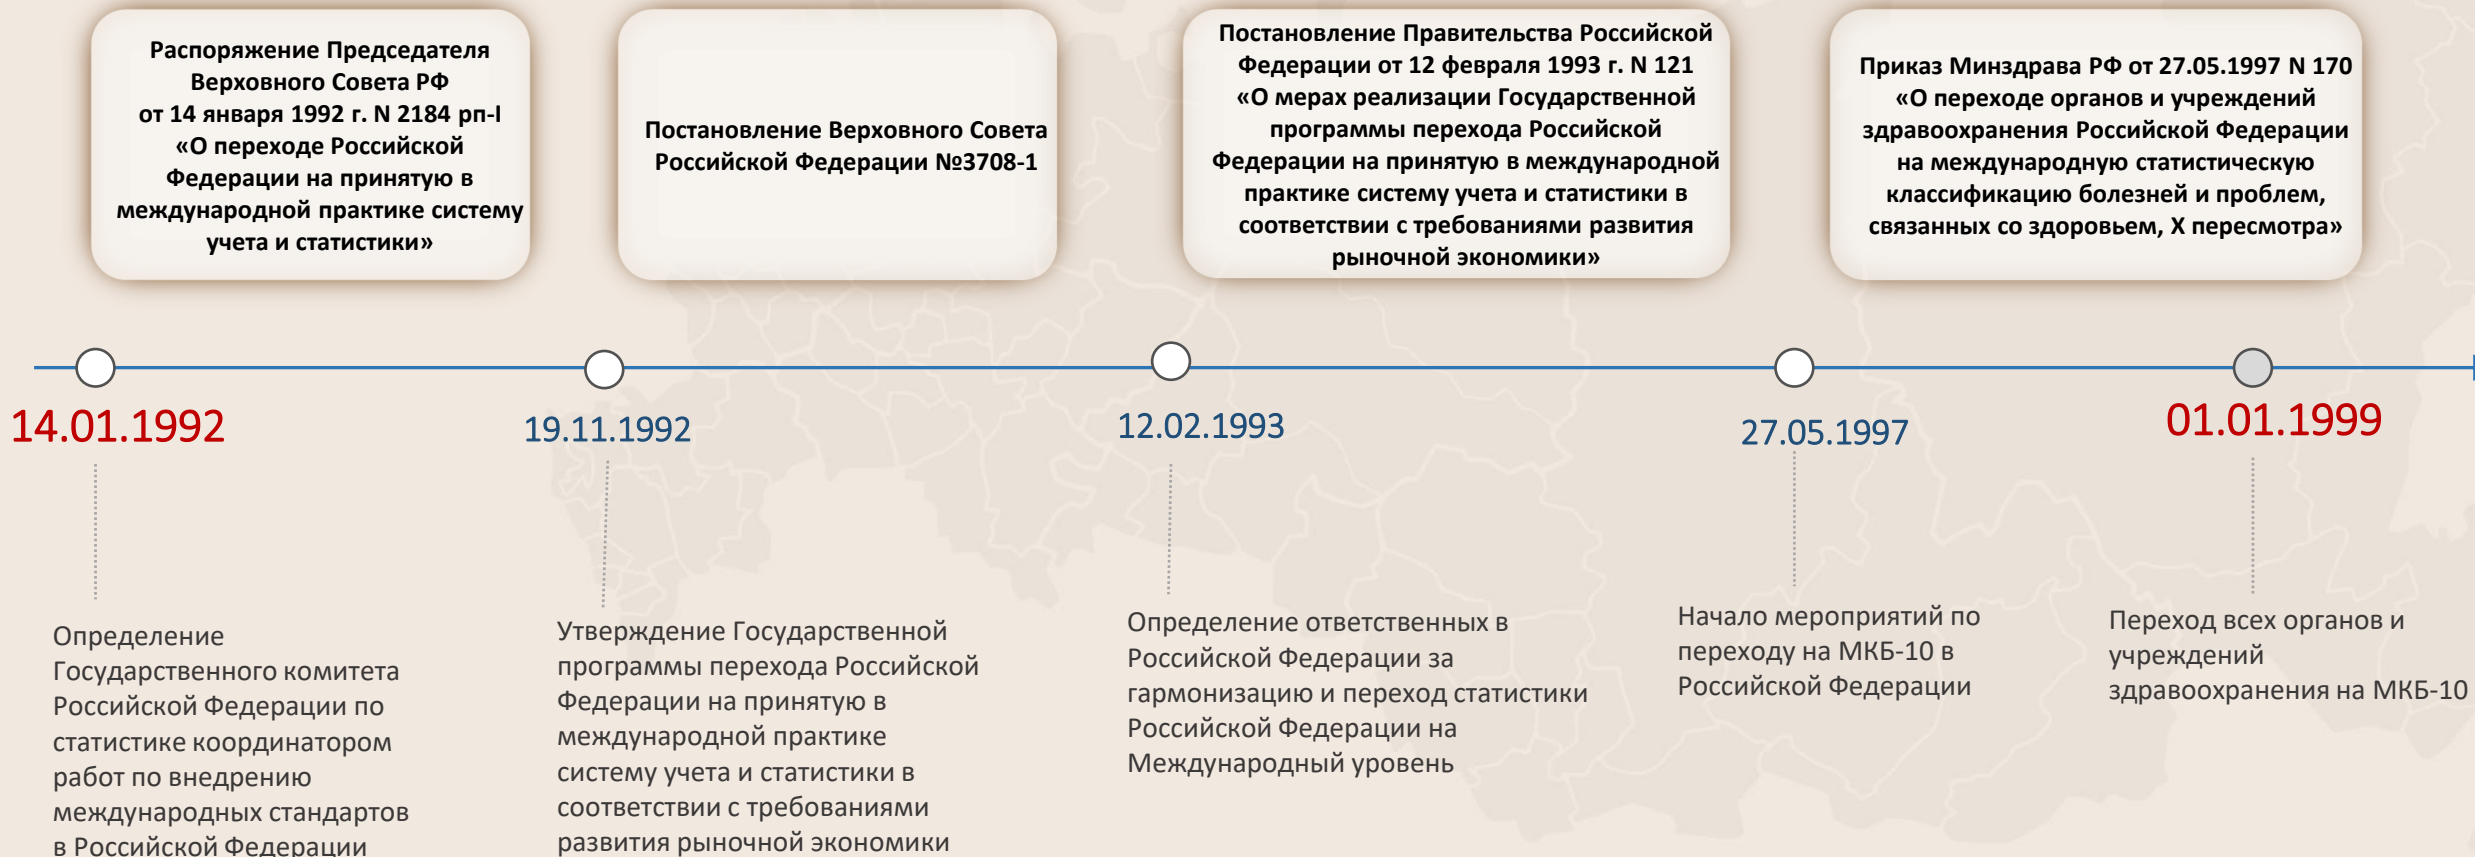 Распоряжение Председателя
Верховного Совета РФ
от 14 января 1992 г. N 2184 рп-I
«О переходе Российской
Федерации на принятую в
международной практике систему
учета и статистики»
Постановление Верховного Совета
Российской Федерации №3708-1
Постановление Правительства Российской
Федерации от 12 февраля 1993 г. N 121
«О мерах реализации Государственной
программы перехода Российской
Федерации на принятую в международной
практике систему учета и статистики в
соответствии с требованиями развития
рыночной экономики»
Приказ Минздрава РФ от 27.05.1997 N 170
«О переходе органов и учреждений
здравоохранения Российской Федерации
на международную статистическую
классификацию болезней и проблем,
связанных со здоровьем, X пересмотра»
14.01.1992
19.11.1992
12.02.1993
27.05.1997
01.01.1999
Определение
Государственного комитета
Российской Федерации по
статистике координатором
работ по внедрению
международных стандартов
в Российской Федерации
Утверждение Государственной
программы перехода Российской
Федерации на принятую в
международной практике
систему учета и статистики в
соответствии с требованиями
развития рыночной экономики
Определение ответственных в
Российской Федерации за
гармонизацию и переход статистики
Российской Федерации на
Международный уровень
Начало мероприятий по
переходу на МКБ-10 в
Российской Федерации
Переход всех органов и
учреждений
здравоохранения на МКБ-10